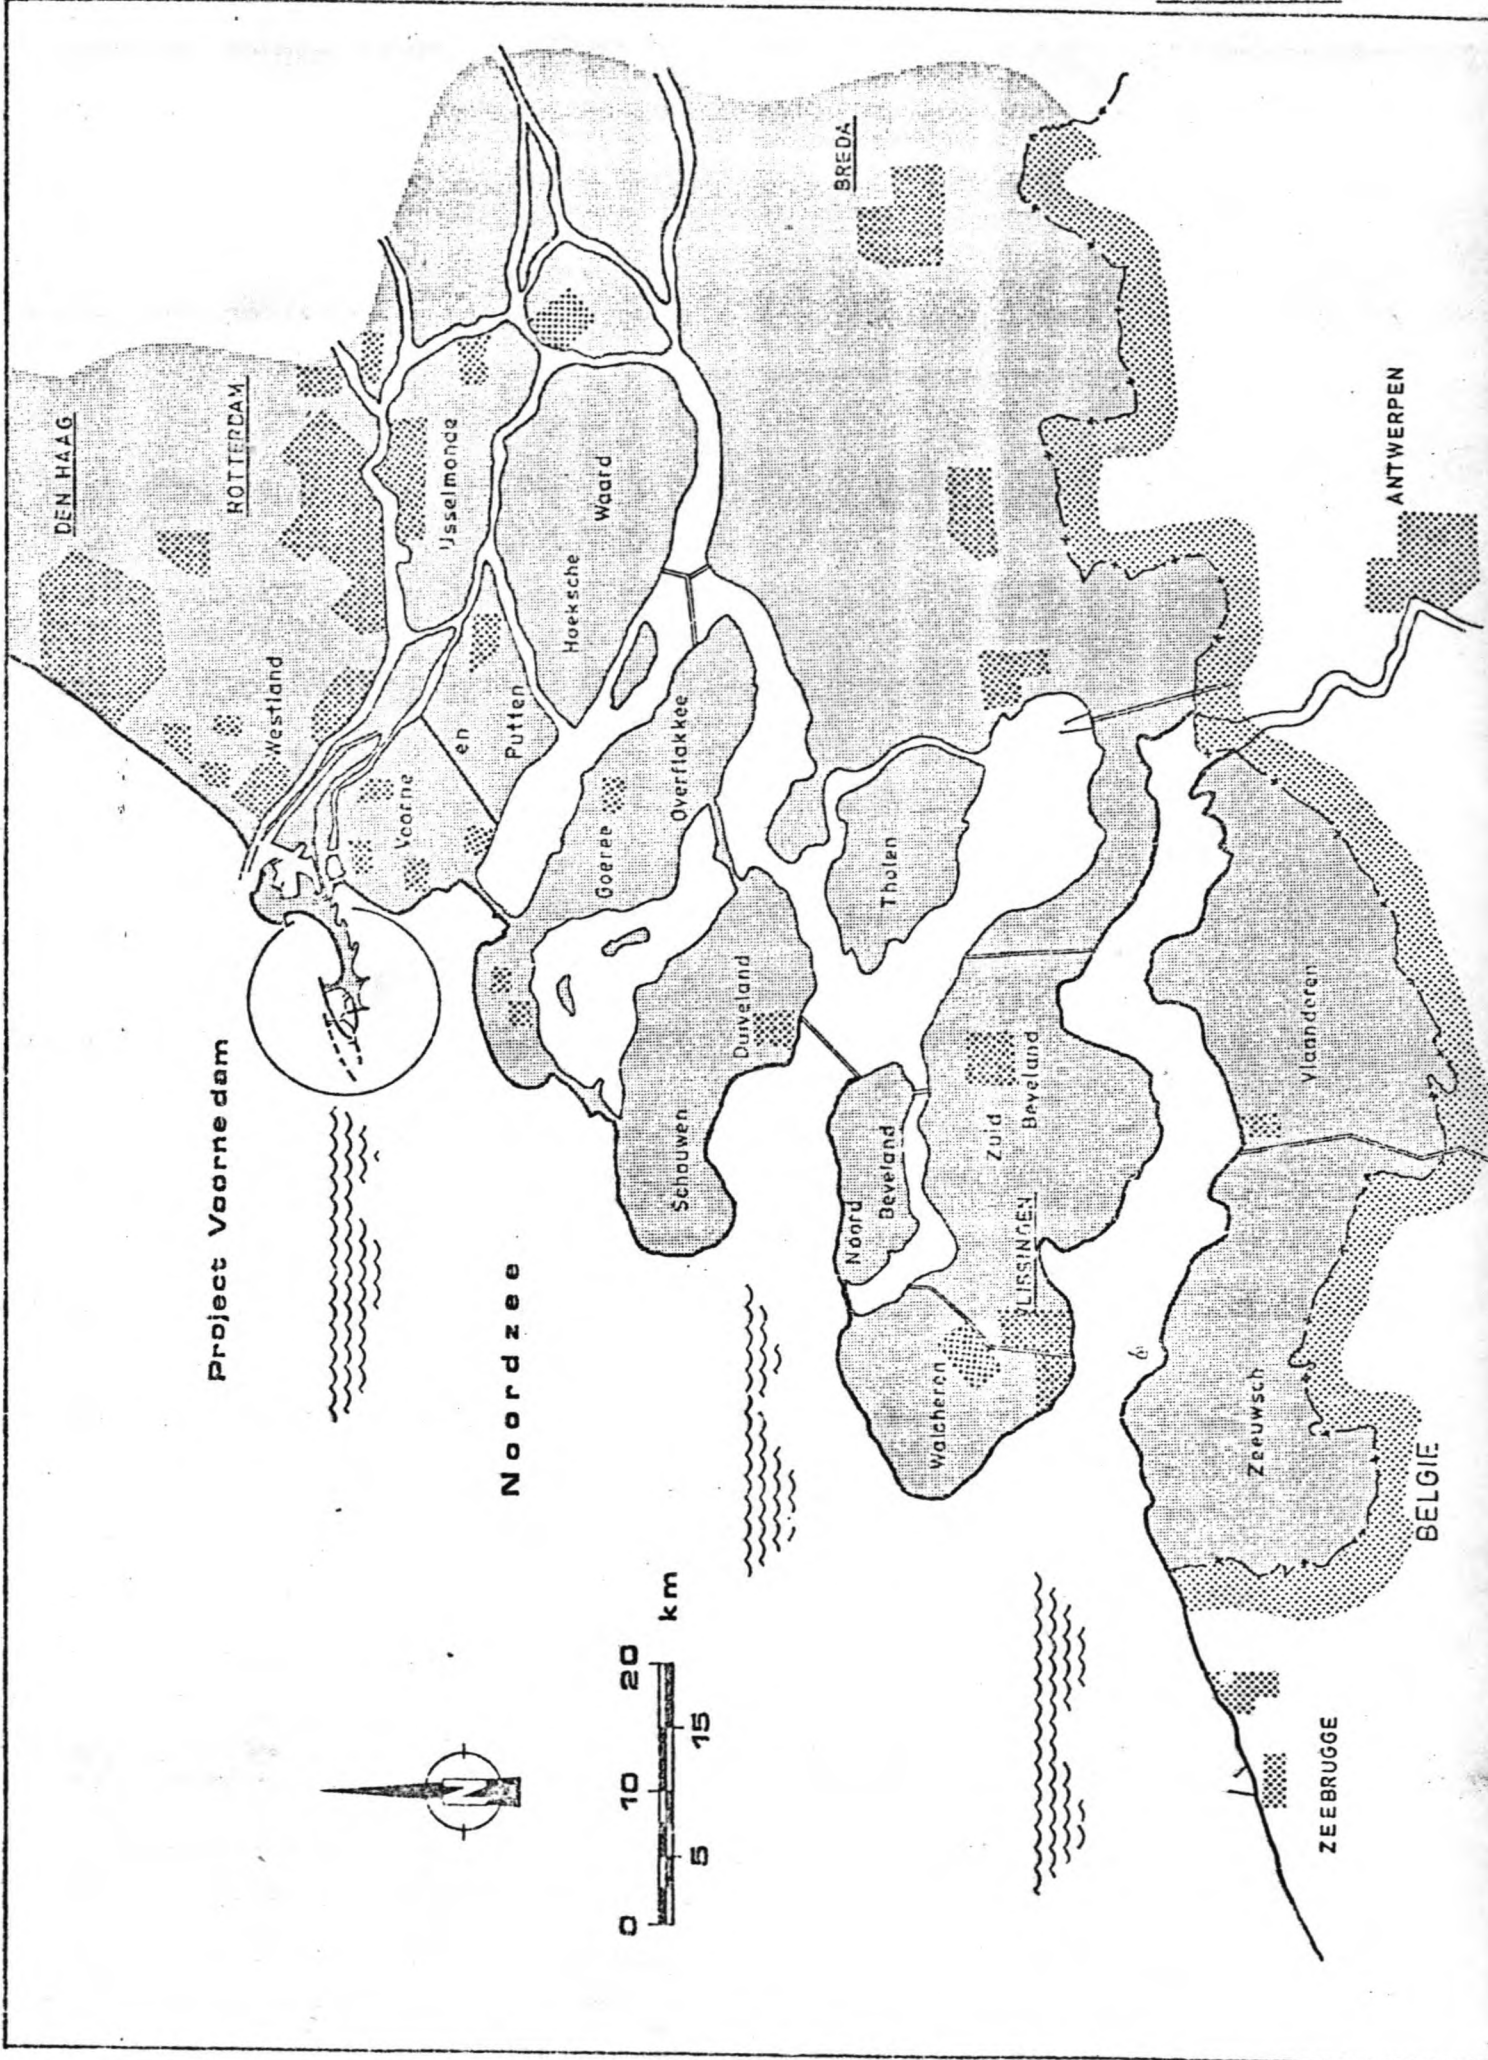 Project Voornedam
Noordzee
DEN HAAG
ROTTERDAM
Westland
IJsselmonde
Voorne
en
Putten
Hoeksche
Waard
BREDA
Goeree
Overflakkee
Schouwen
Duiveland
Tholen
Noord
Beveland
Zuid
Beveland
Walcheren
VLISSINGEN
Zeeuwsch
Vlaanderen
ANTWERPEN
BELGIE
ZEEBRUGGE
N
0 10 20 km
5 15